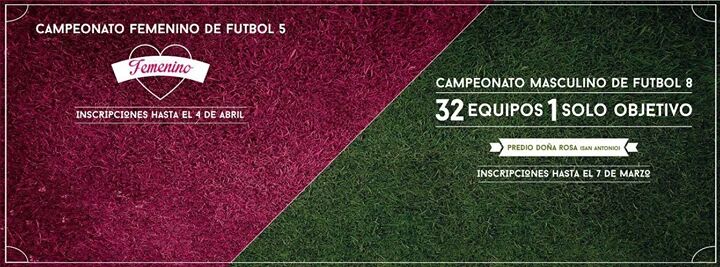 CAMPEONATO FEMENINO DE FUTBOL 5
Femenino
INSCRIPCIONES HASTA EL 4 DE ABRIL
CAMPEONATO MASCULINO DE FUTBOL 8
32 EQUIPOS 1 SOLO OBJETIVO
PREDIO DOÑA ROSA (SAN ANTONIO)
INSCRIPCIONES HASTA EL 7 DE MARZO